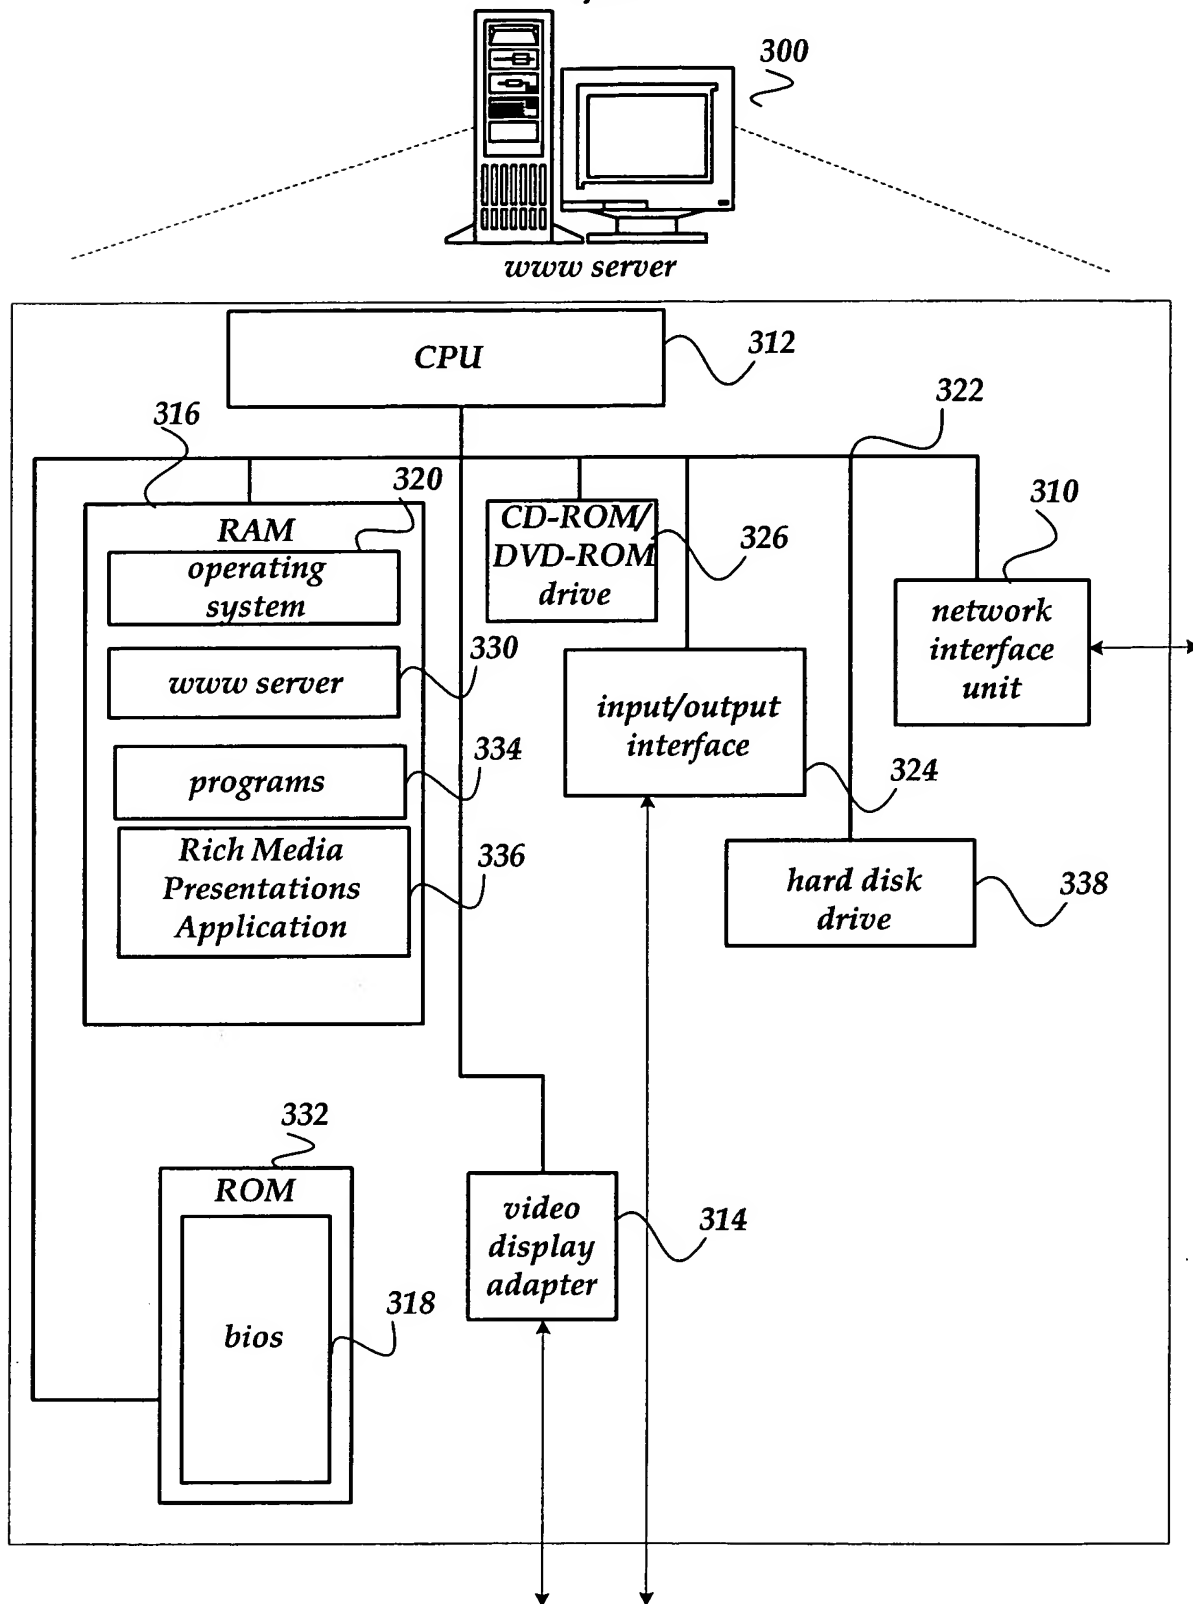 300
www server
CPU
312
322
316
320
RAM
operating
system
CD-ROM/
DVD-ROM
drive
326
310
network
interface
unit
330
www server
input/output
interface
324
334
programs
Rich Media
Presentations
Application
336
hard disk
drive
338
332
ROM
bios
318
video
display
adapter
314